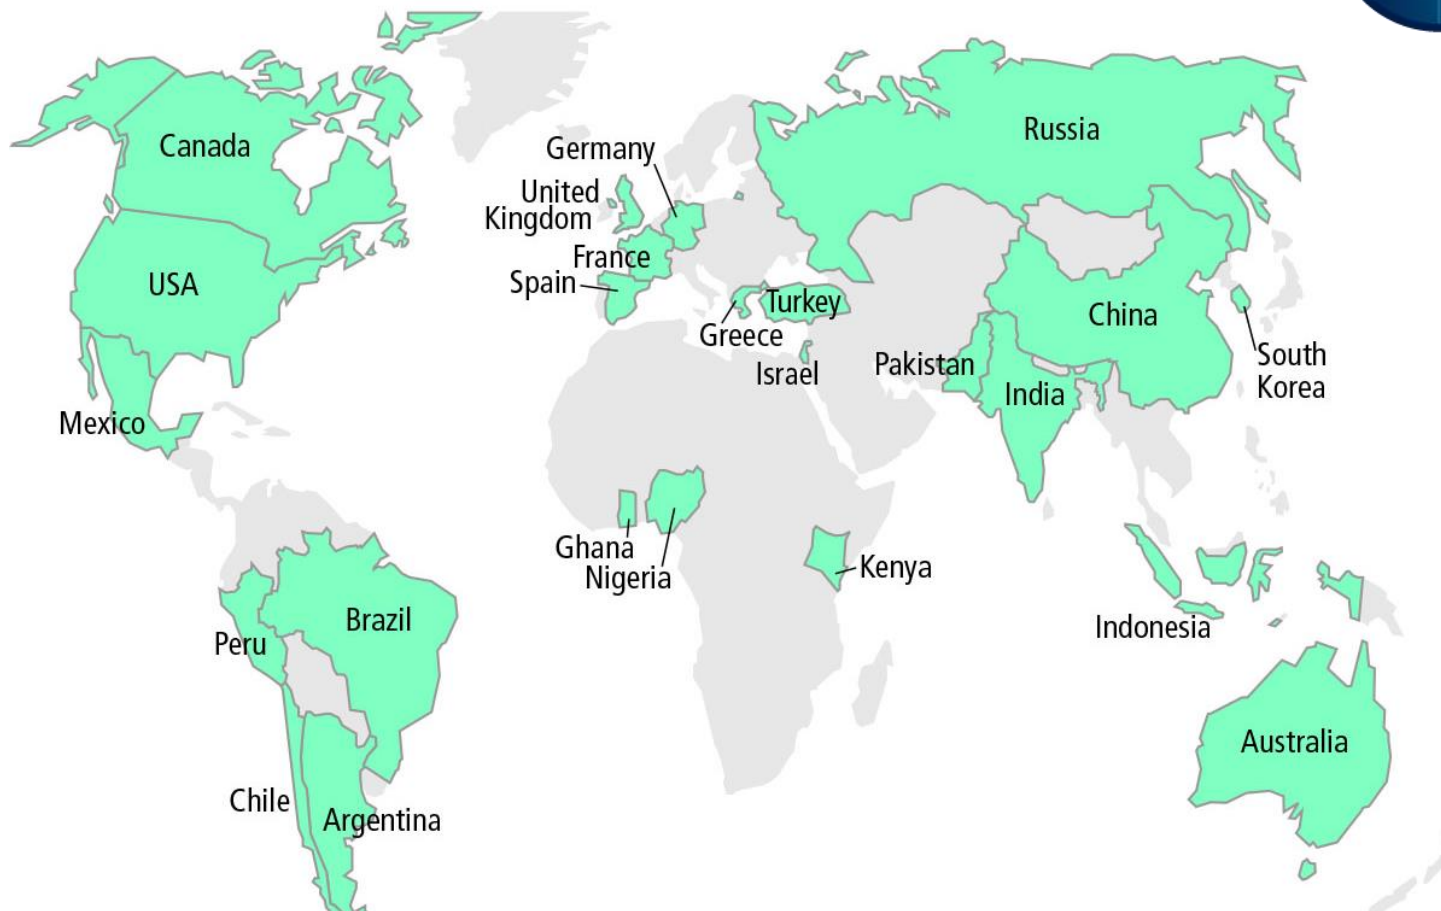 Canada
Russia
Germany
United
Kingdom
France
Spain
USA
Turkey
Greece
China
Israel
Pakistan
India
South
Korea
Mexico
Ghana
Nigeria
Kenya
Brazil
Peru
Indonesia
Australia
Chile
Argentina